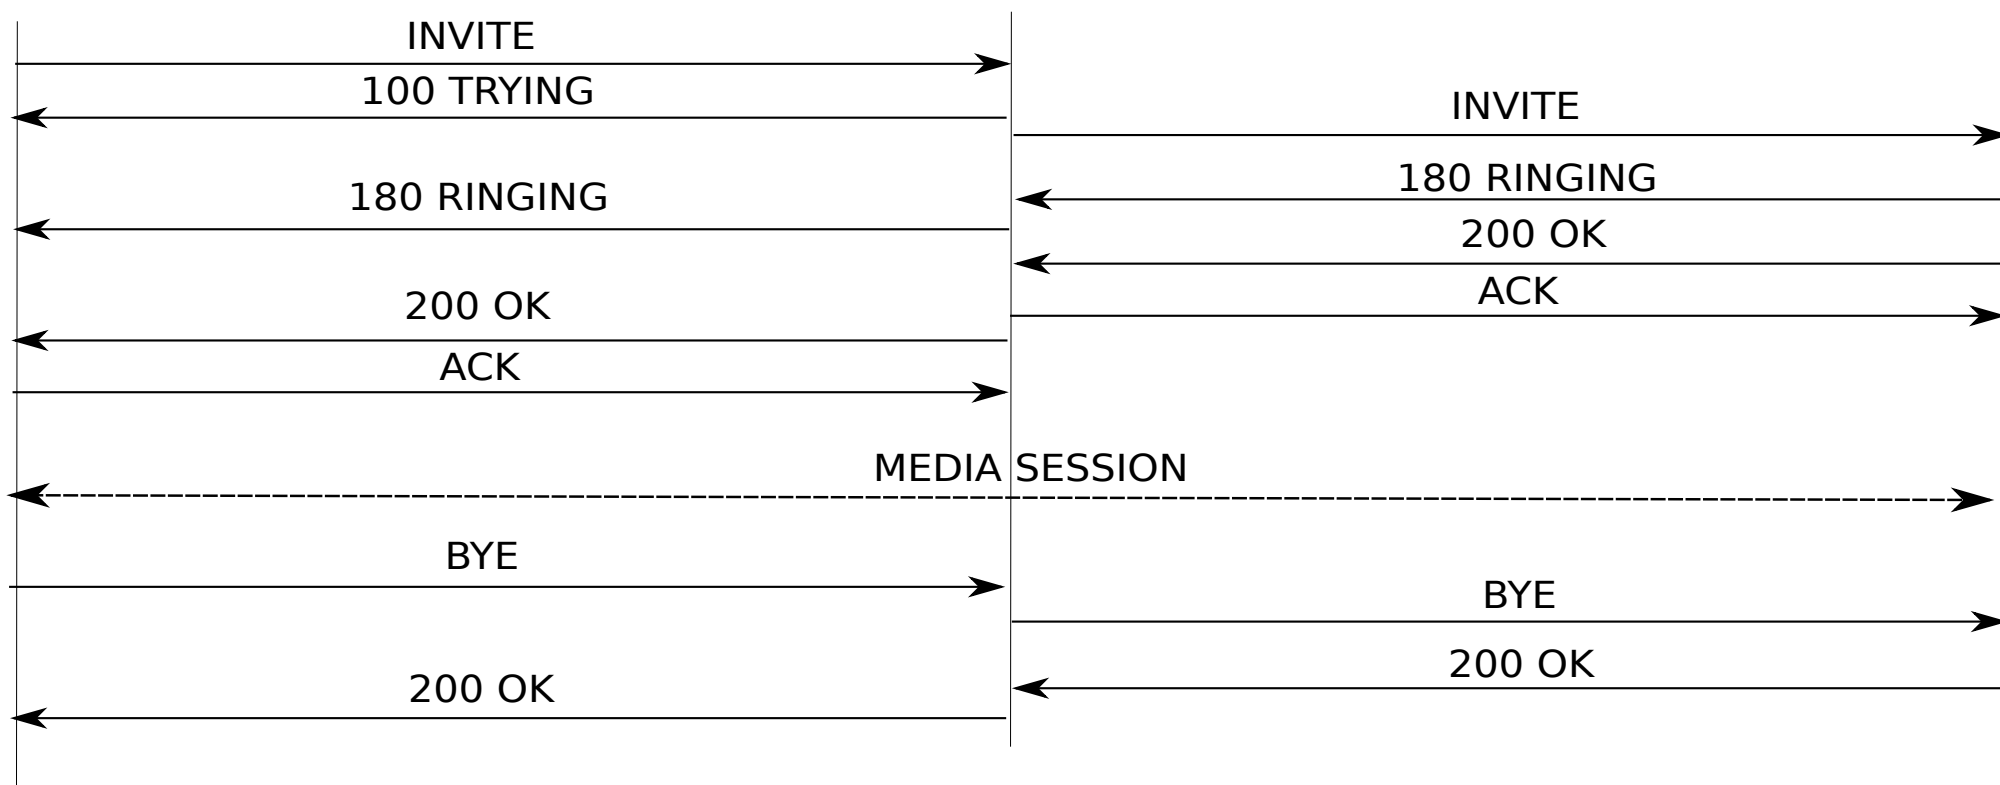 INVITE
100 TRYING
INVITE
180 RINGING
180 RINGING
200 OK
ACK
200 OK
ACK
MEDIA SESSION
BYE
BYE
200 OK
200 OK